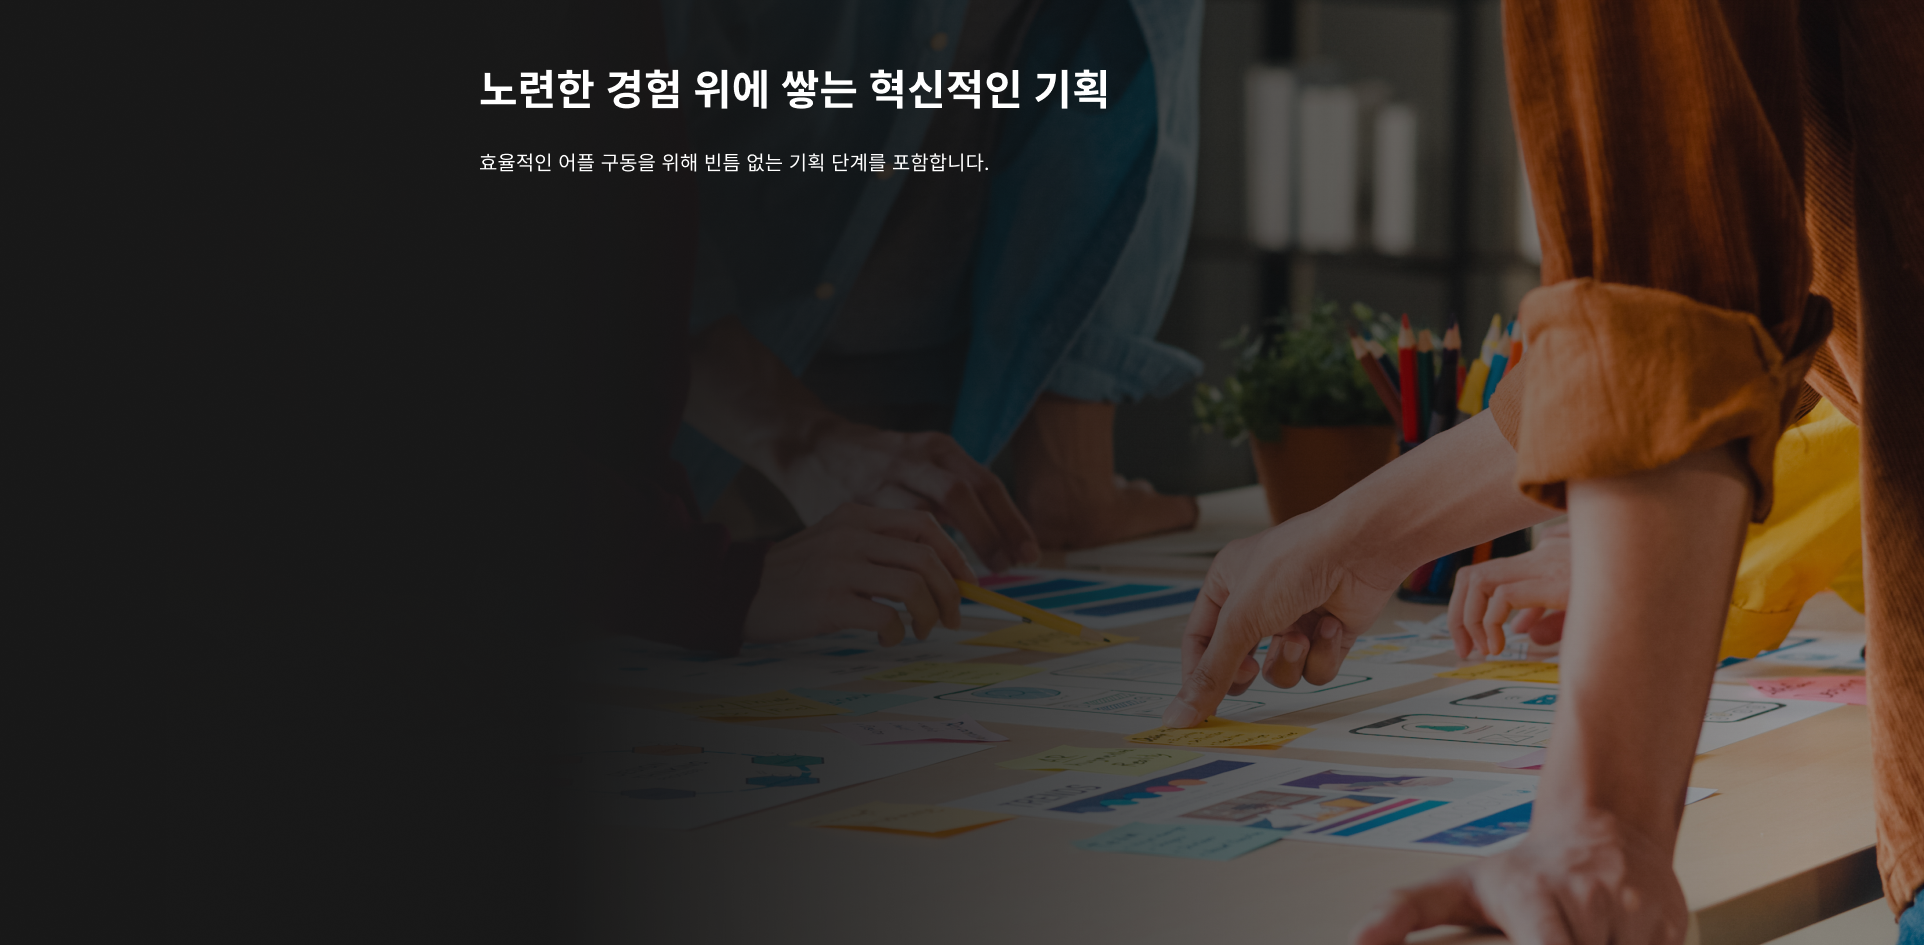 노련한 경험 위에 쌓는 혁신적인 기획
효율적인 어플 구동을 위해 빈틈 없는 기획 단계를 포함합니다.